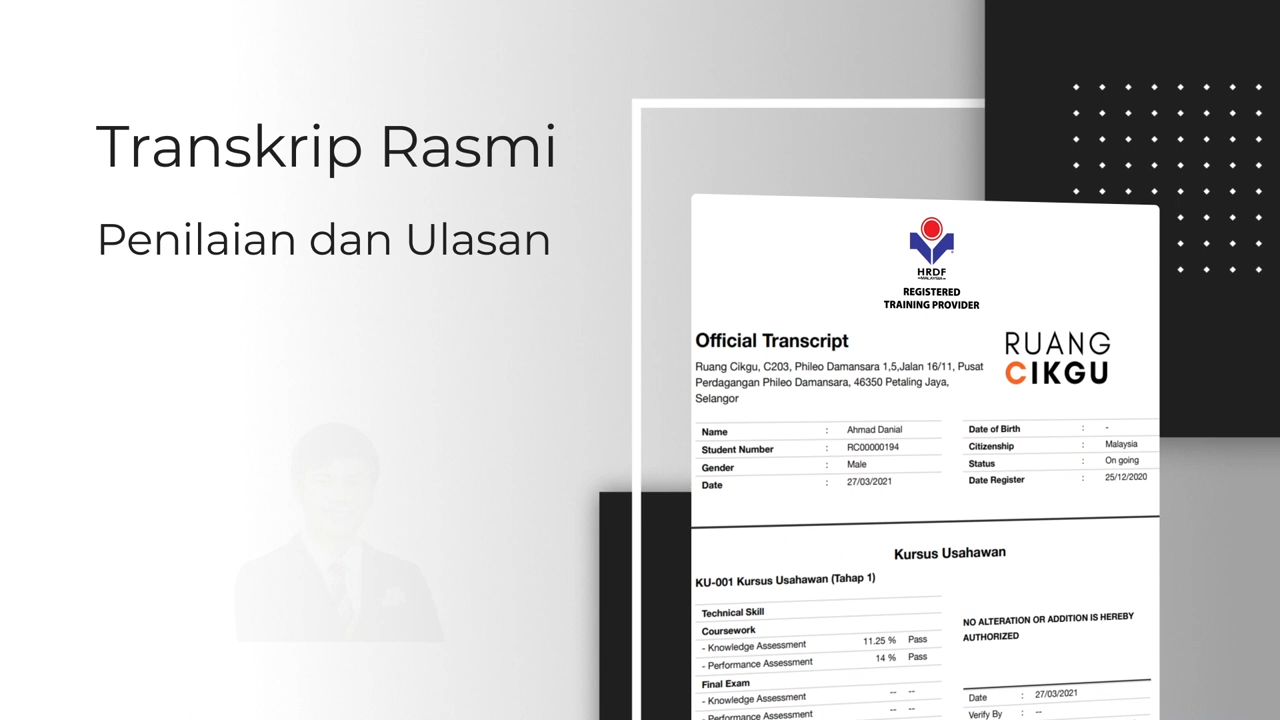 Transkrip Rasmi
Penilaian dan Ulasan
HRDF
MALAYSIA
REGISTERED
TRAINING PROVIDER
Official Transcript
RUANG
CIKGU
Ruang Cikgu, C203, Phileo Damansara 1,5,Jalan 16/11, Pusat
Perdagangan Phileo Damansara, 46350 Petaling Jaya,
Selangor
Name : Ahmad Danial
Student Number : RC00000194
Gender : Male
Date : 27/03/2021
Date of Birth : -
Citizenship : Malaysia
Status : On going
Date Register : 25/12/2020
Kursus Usahawan
KU-001 Kursus Usahawan (Tahap 1)
Technical Skill
Coursework
- Knowledge Assessment 11.25 % Pass
- Performance Assessment 14 % Pass
Final Exam
- Knowledge Assessment -- --
- Performance Assessment -- --
NO ALTERATION OR ADDITION IS HEREBY
AUTHORIZED
Date : 27/03/2021
Verify By : --